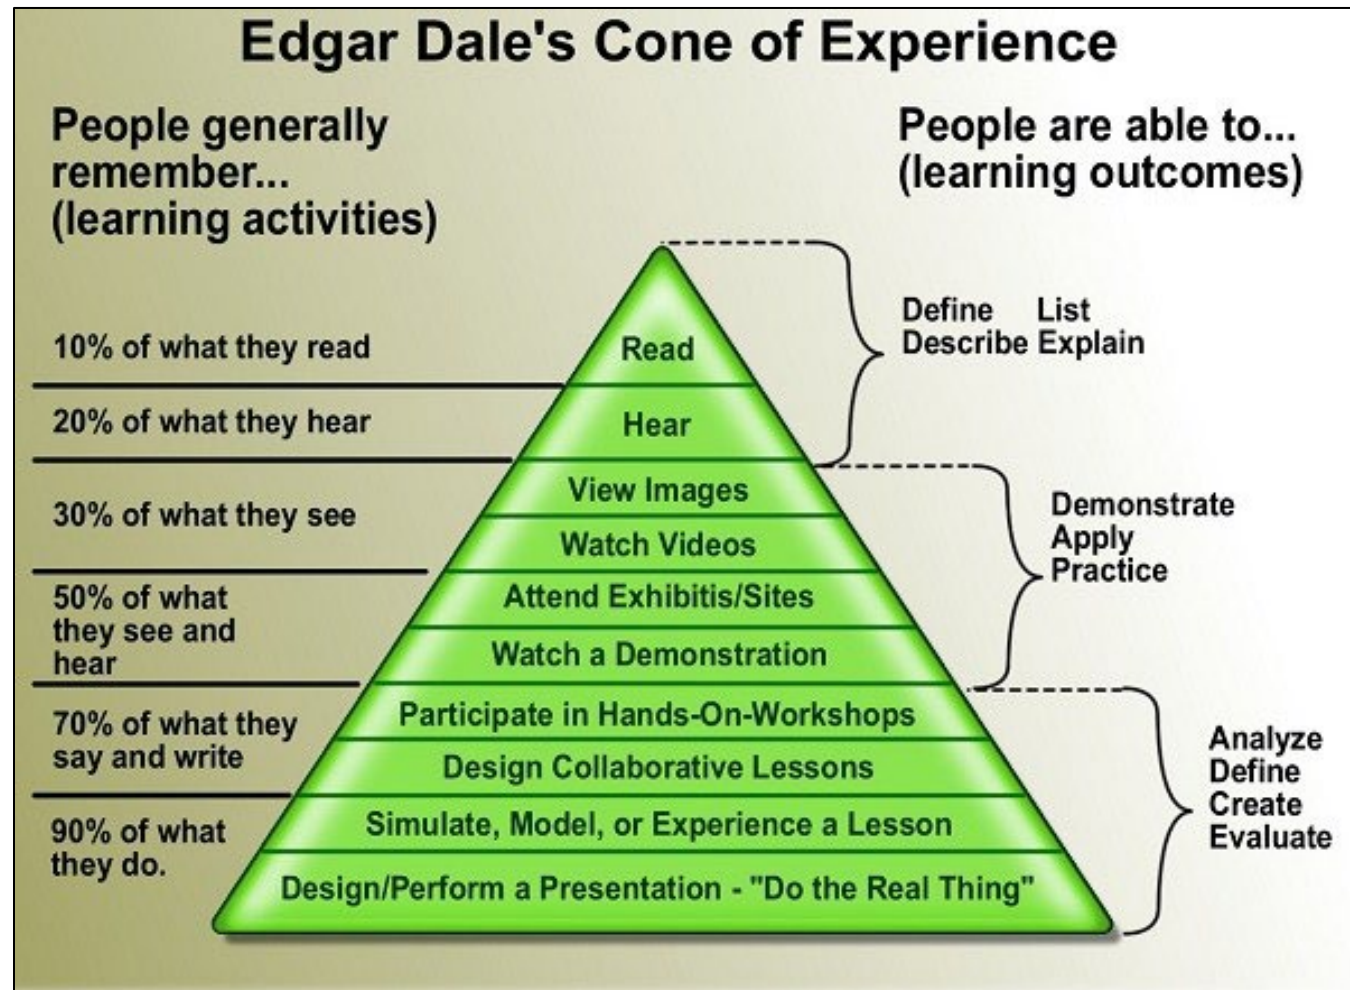 Edgar Dale's Cone of Experience
People generally
remember...
(learning activities)
People are able to...
(learning outcomes)
10% of what they read
20% of what they hear
30% of what they see
50% of what
they see and
hear
70% of what they
say and write
90% of what
they do.
Read
Hear
View Images
Watch Videos
Attend Exhibitis/Sites
Watch a Demonstration
Participate in Hands-On-Workshops
Design Collaborative Lessons
Simulate, Model, or Experience a Lesson
Design/Perform a Presentation - "Do the Real Thing"
Define List
Describe Explain
Demonstrate
Apply
Practice
Analyze
Define
Create
Evaluate